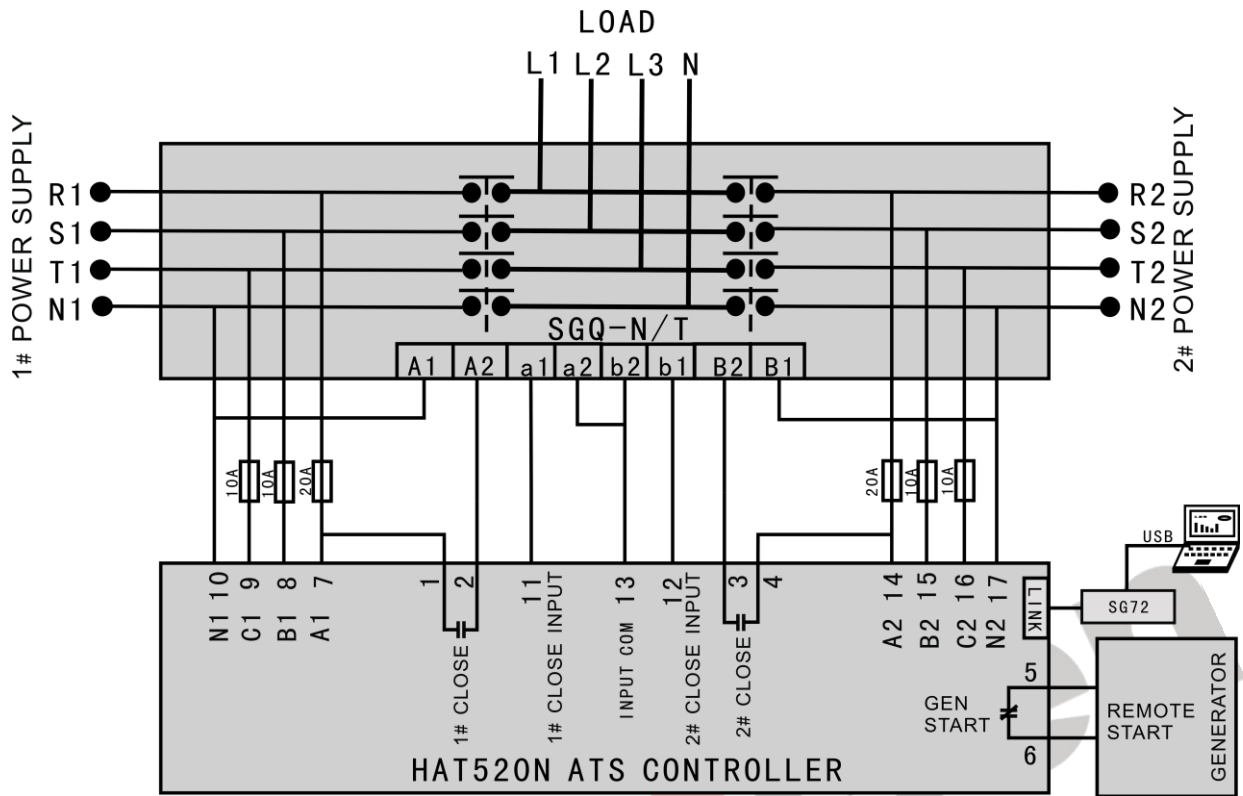 LOAD
L1 L2 L3 N
1# POWER SUPPLY
R1
S1
T1
N1
2# POWER SUPPLY
R2
S2
T2
N2
SGQ-N/T
A1 A2 a1 a2 b2 b1 B2 B1
10A 10A 20A
20A 10A 10A
USB
SG72
LINK
N1 10
C1 9
B1 8
A1 7
1
2
1# CLOSE
11
1# CLOSE INPUT
13
INPUT COM
12
2# CLOSE INPUT
3
4
2# CLOSE
A2 14
B2 15
C2 16
N2 17
5
6
GEN
START
REMOTE
START
GENERATOR
HAT520N ATS CONTROLLER